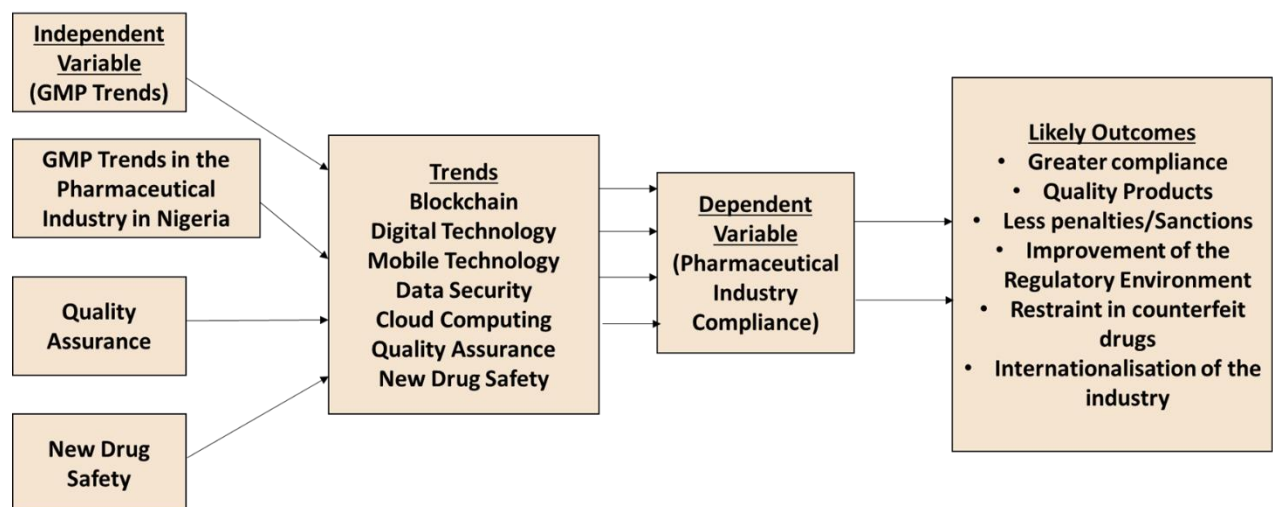 Independent
Variable
(GMP Trends)
GMP Trends in the
Pharmaceutical
Industry in Nigeria
Quality
Assurance
New Drug
Safety
Trends
Blockchain
Digital Technology
Mobile Technology
Data Security
Cloud Computing
Quality Assurance
New Drug Safety
Dependent
Variable
(Pharmaceutical
Industry
Compliance)
Likely Outcomes
• Greater compliance
• Quality Products
• Less penalties/Sanctions
• Improvement of the
Regulatory Environment
• Restraint in counterfeit
drugs
• Internationalisation of the
industry